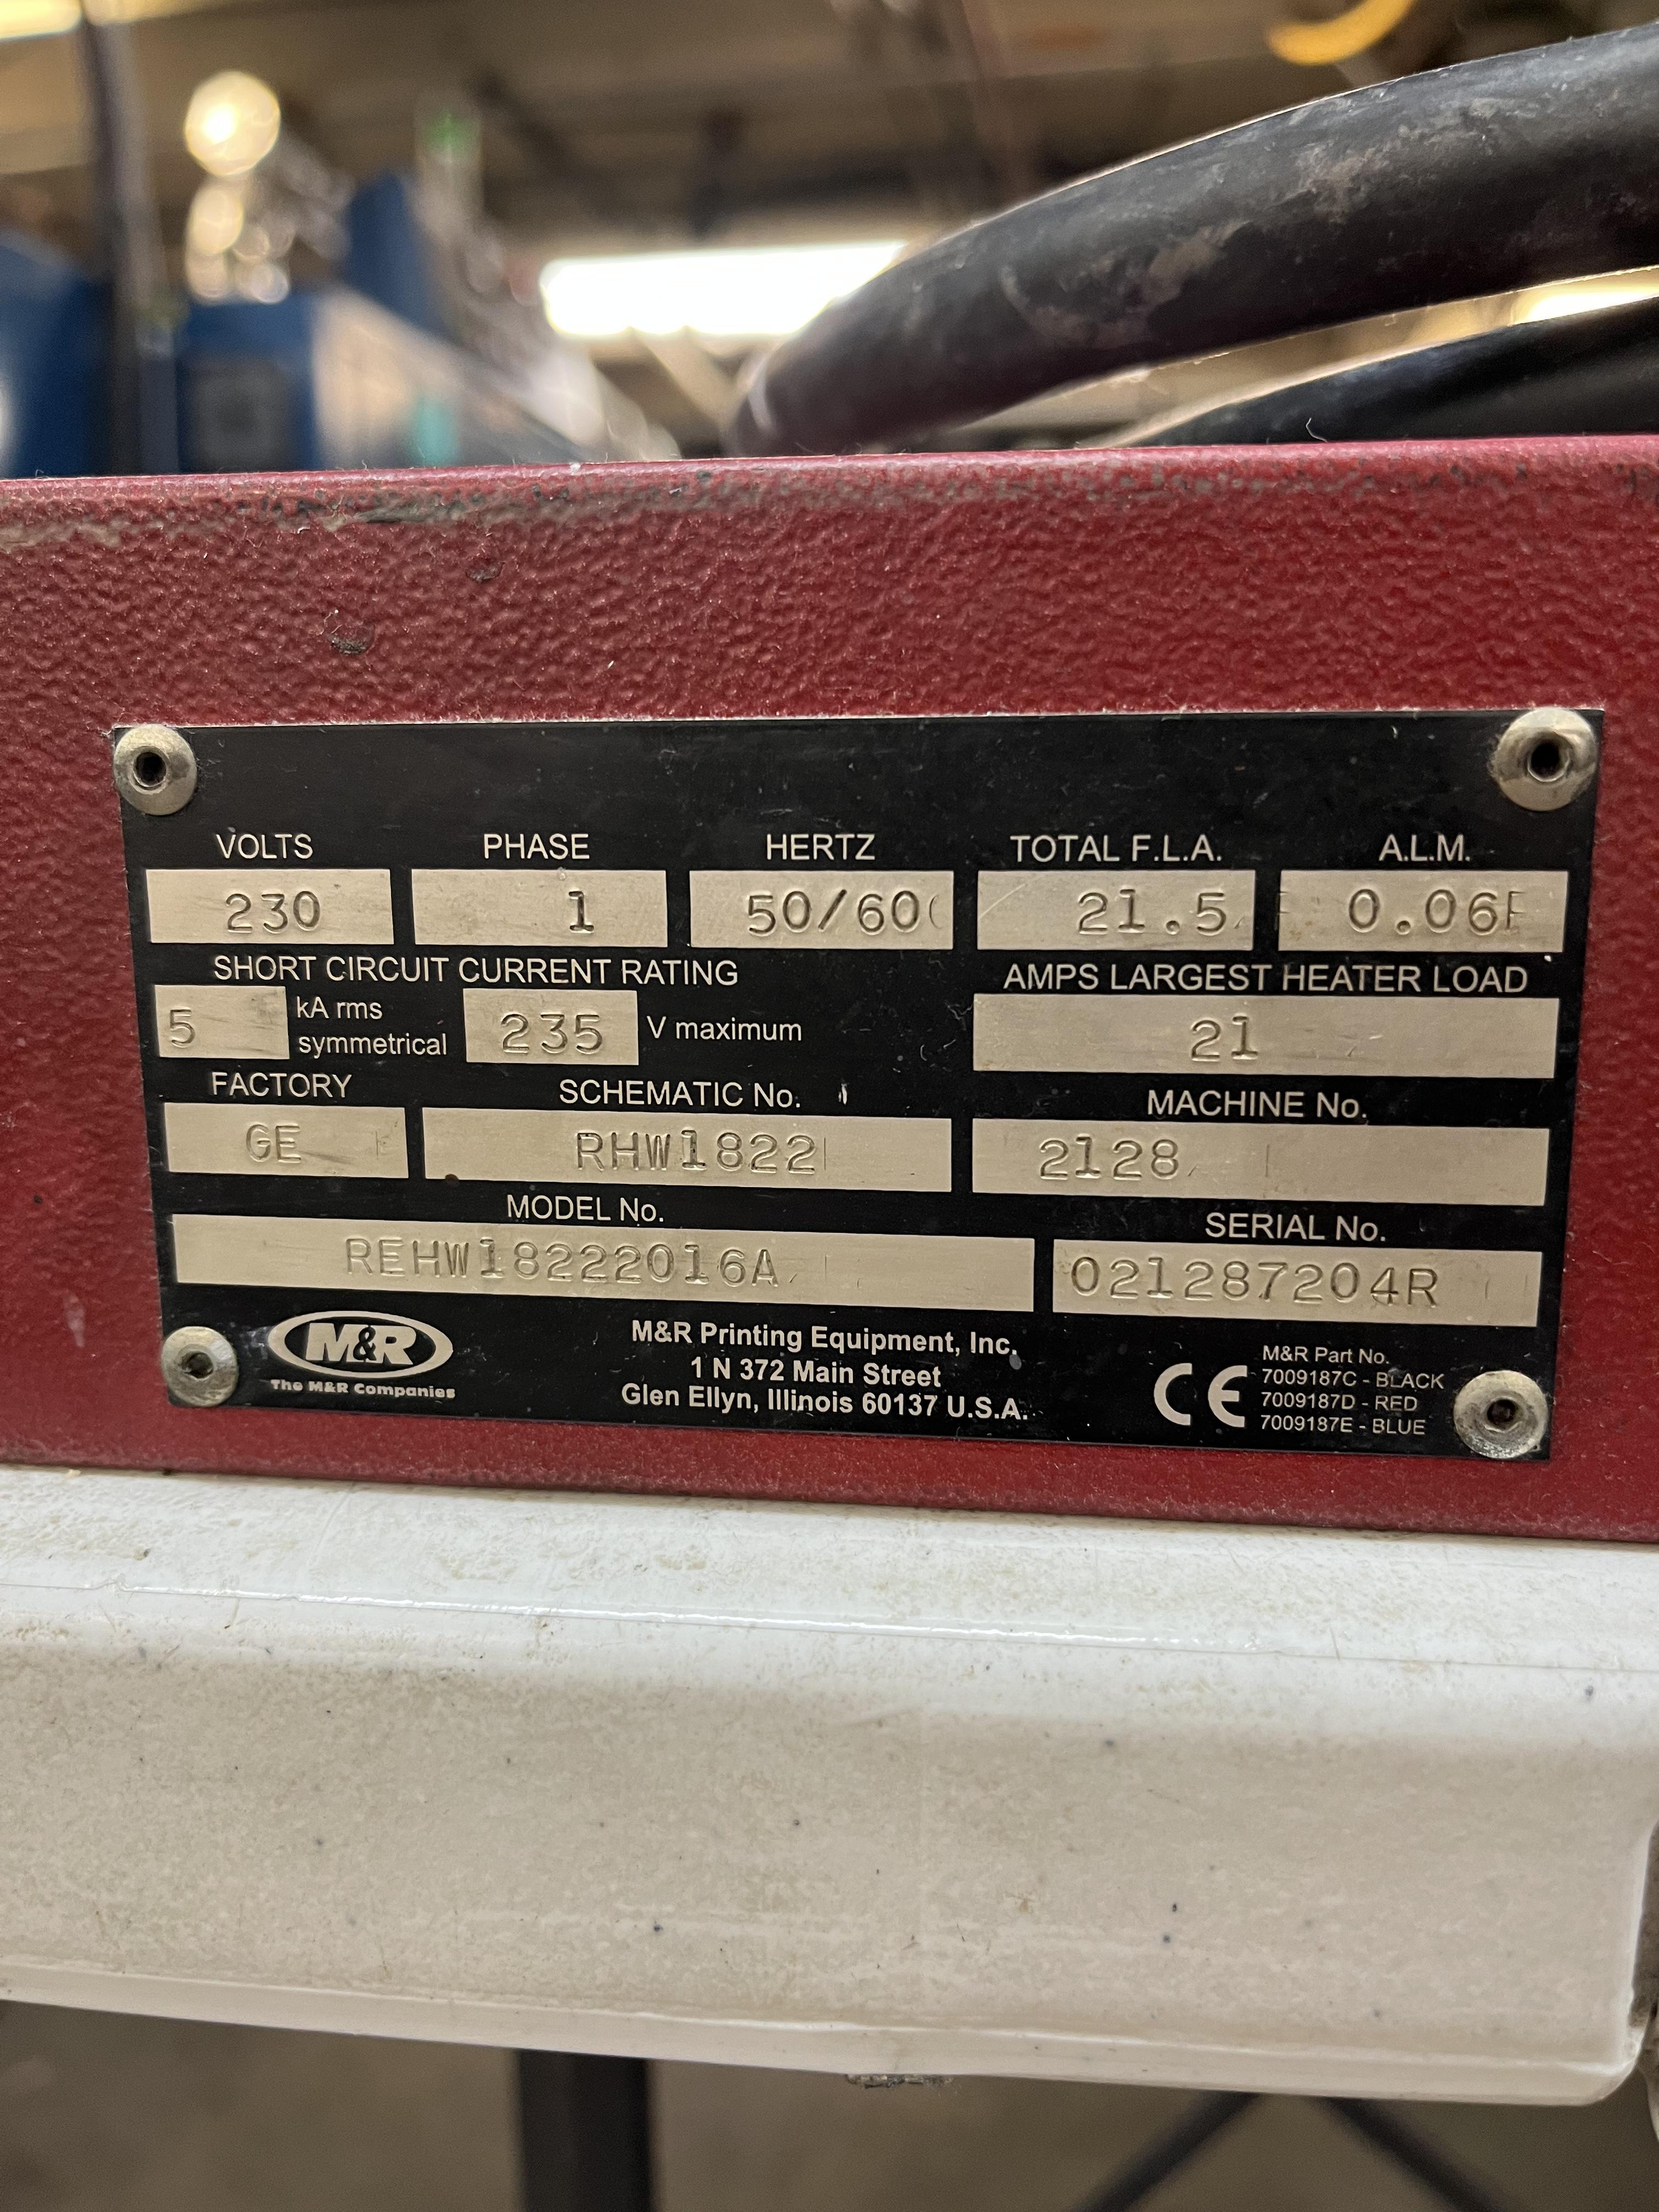 VOLTS PHASE HERTZ TOTAL F.L.A. A.L.M.
230 1 50/60 21.5 0.06
SHORT CIRCUIT CURRENT RATING AMPS LARGEST HEATER LOAD
5 kA rms symmetrical 235 V maximum 21
FACTORY SCHEMATIC No. MACHINE No.
GE RHW1822 2128
MODEL No. SERIAL No.
REHW18222016A 021287204R
M&R
The M&R Companies
M&R Printing Equipment, Inc.
1 N 372 Main Street
Glen Ellyn, Illinois 60137 U.S.A.
CE
M&R Part No.
7009187C - BLACK
7009187D - RED
7009187E - BLUE